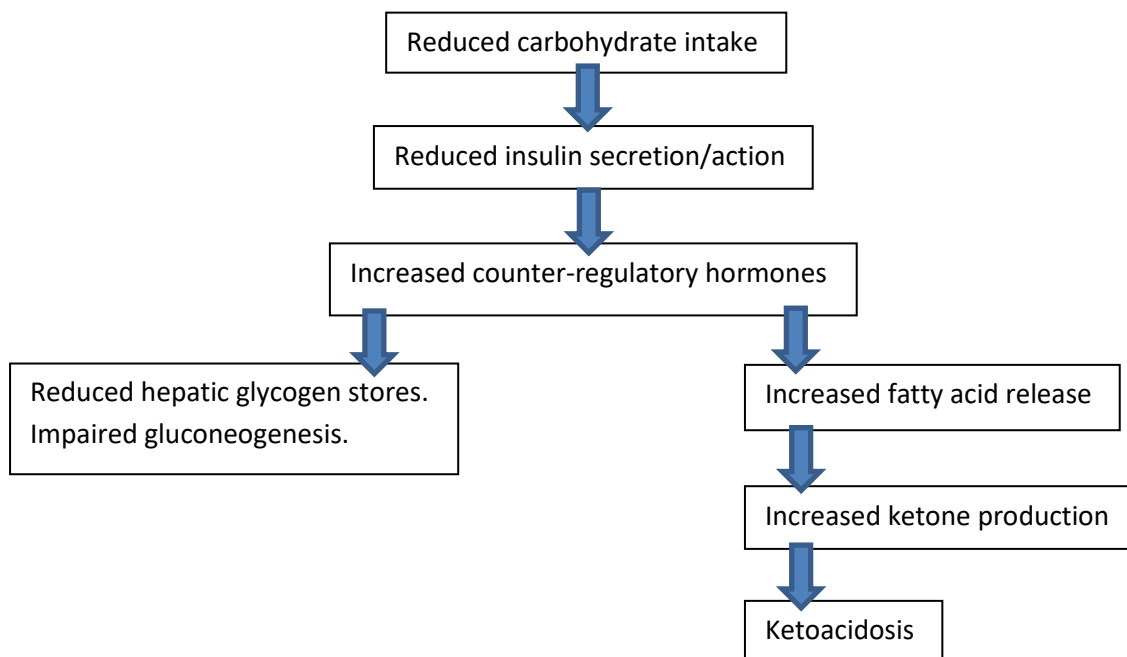 Reduced carbohydrate intake
Reduced insulin secretion/action
Increased counter-regulatory hormones
Reduced hepatic glycogen stores.
Impaired gluconeogenesis.
Increased fatty acid release
Increased ketone production
Ketoacidosis